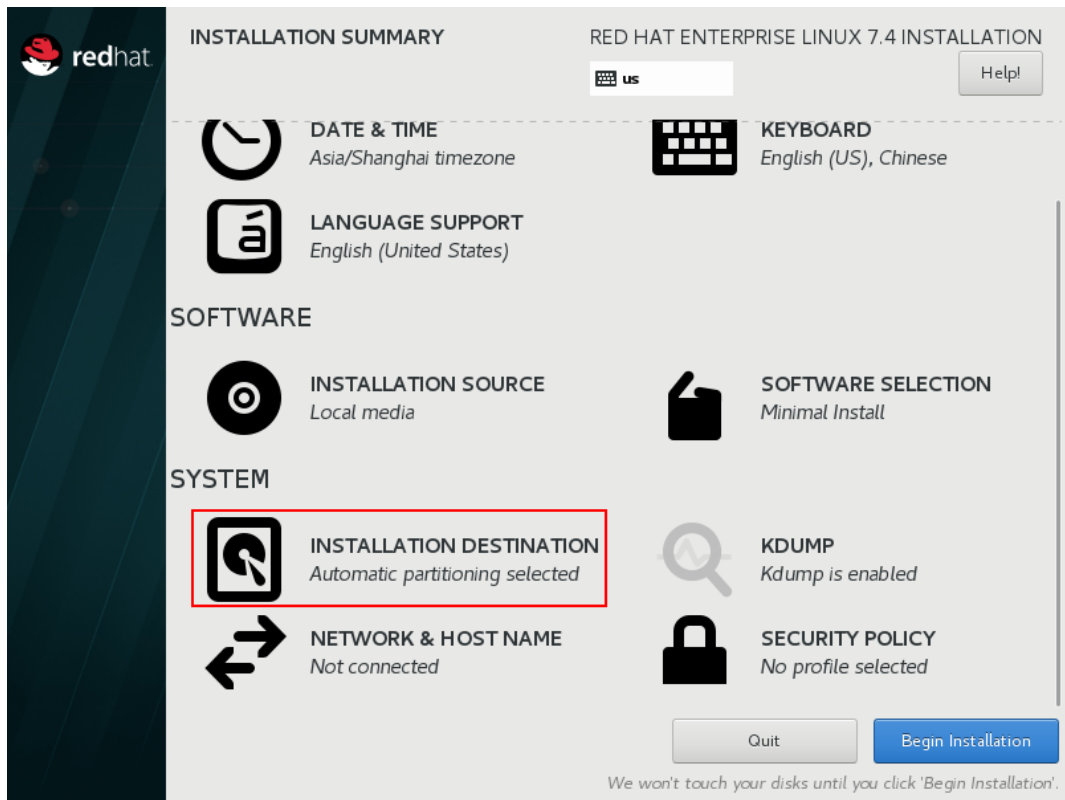 redhat.
INSTALLATION SUMMARY
RED HAT ENTERPRISE LINUX 7.4 INSTALLATION
us
Help!
DATE & TIME
Asia/Shanghai timezone
KEYBOARD
English (US), Chinese
á
LANGUAGE SUPPORT
English (United States)
SOFTWARE
INSTALLATION SOURCE
Local media
SOFTWARE SELECTION
Minimal Install
SYSTEM
INSTALLATION DESTINATION
Automatic partitioning selected
KDUMP
Kdump is enabled
NETWORK & HOST NAME
Not connected
SECURITY POLICY
No profile selected
Quit
Begin Installation
We won't touch your disks until you click 'Begin Installation'.